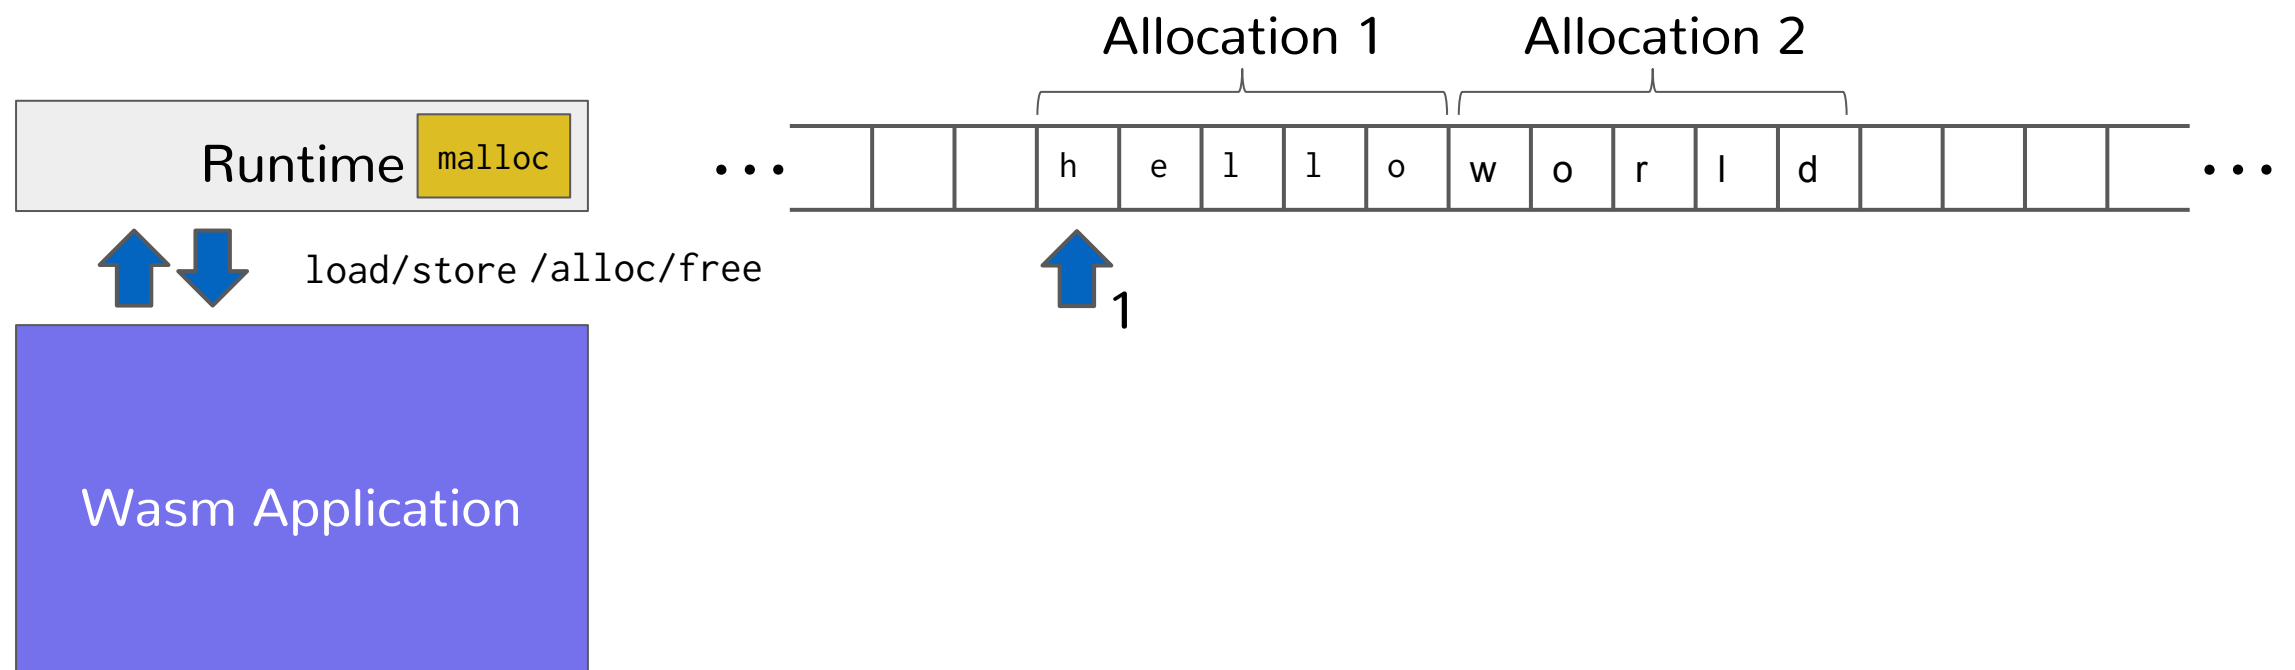 Allocation 1 Allocation 2
Runtime malloc
... h e l l o w o r l d ...
load/store /alloc/free
1
Wasm Application